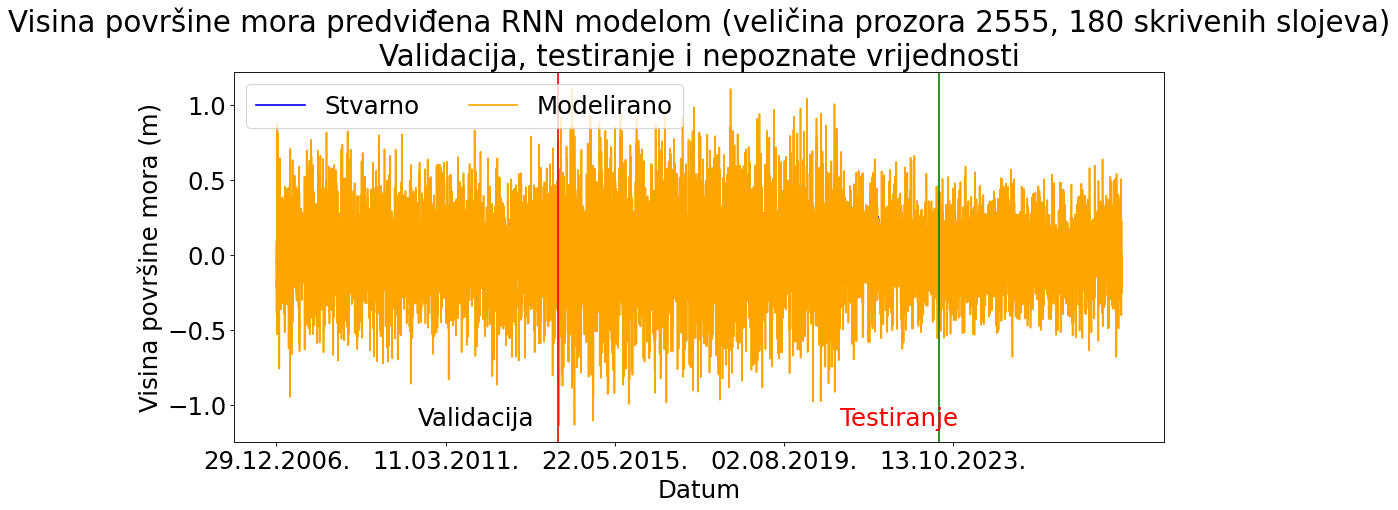 Visina površine mora predviđena RNN modelom (veličina prozora 2555, 180 skrivenih slojeva)
Validacija, testiranje i nepoznate vrijednosti
Stvarno Modelirano
Visina površine mora (m)
1.0
0.5
0.0
−0.5
−1.0
Validacija Testiranje
29.12.2006. 11.03.2011. 22.05.2015. 02.08.2019. 13.10.2023.
Datum